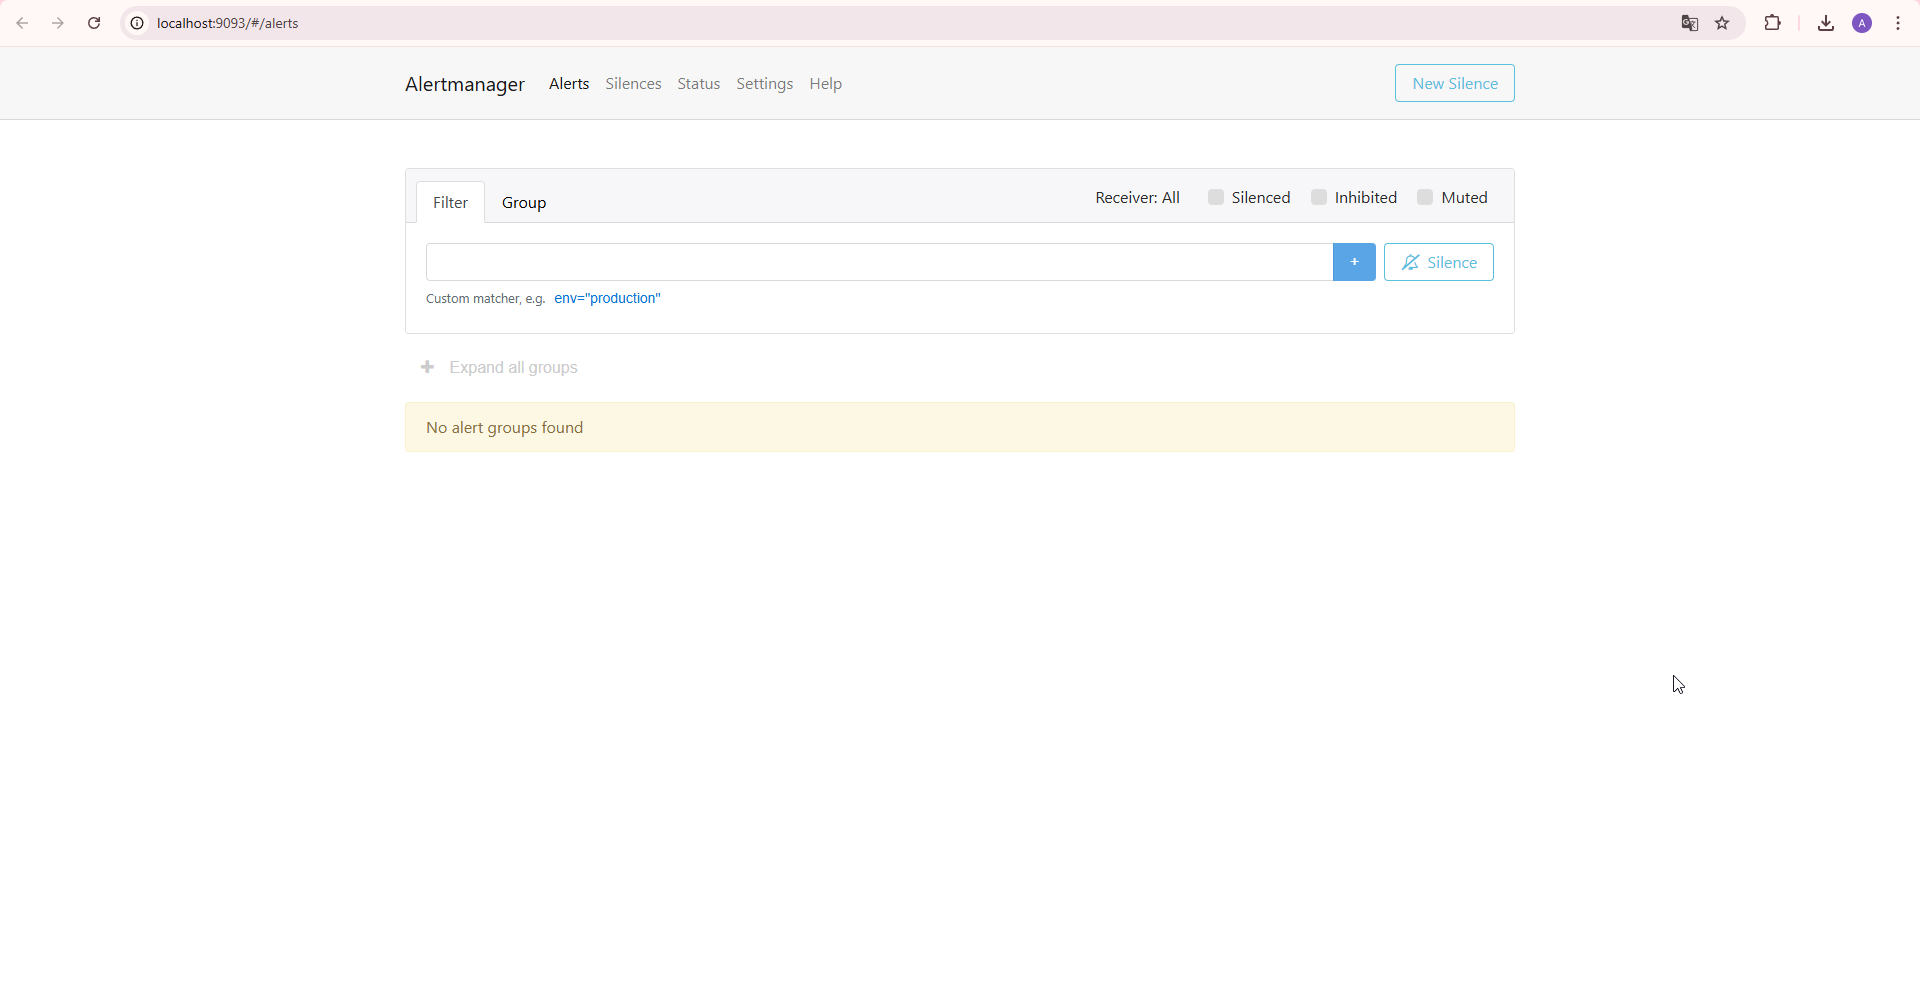 localhost:9093/#/alerts
A
Alertmanager Alerts Silences Status Settings Help New Silence
Filter Group Receiver: All Silenced Inhibited Muted
+ Silence
Custom matcher, e.g. env="production"
+ Expand all groups
No alert groups found